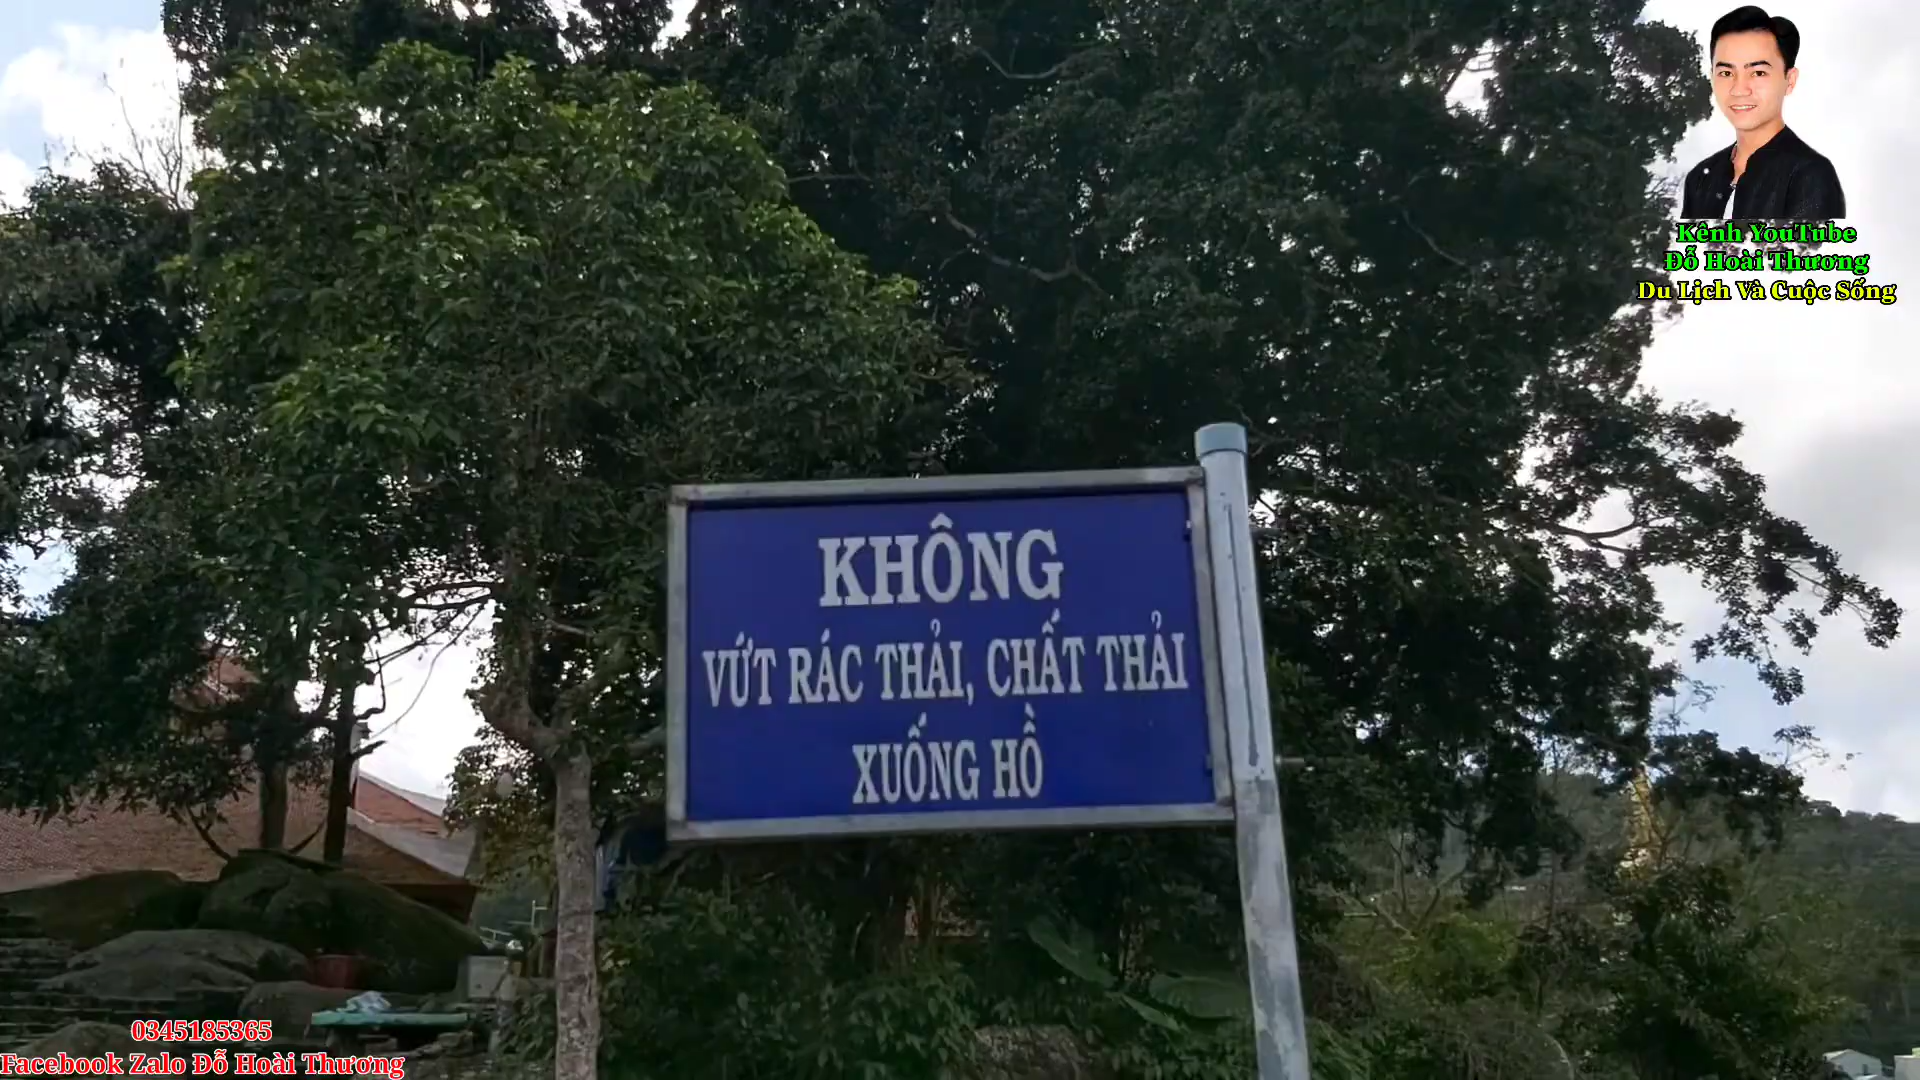 Kênh YouTube
Đỗ Hoài Thương
Du Lịch Và Cuộc Sống
KHÔNG
VỨT RÁC THẢI, CHẤT THẢI
XUỐNG HỒ
0345185365
Facebook Zalo Đỗ Hoài Thương